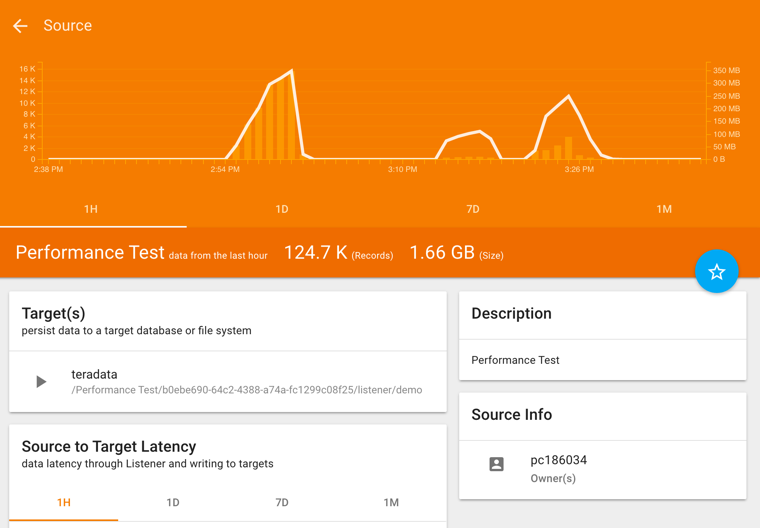 Source
16 K
14 K
12 K
10 K
8 K
6 K
4 K
2 K
0
350 MB
300 MB
250 MB
200 MB
150 MB
100 MB
50 MB
0 B
2:38 PM 2:54 PM 3:10 PM 3:26 PM
1H 1D 7D 1M
Performance Test data from the last hour 124.7 K (Records) 1.66 GB (Size)
Target(s)
persist data to a target database or file system
teradata
/Performance Test/b0ebe690-64c2-4388-a74a-fc1299c08f25/listener/demo
Source to Target Latency
data latency through Listener and writing to targets
1H 1D 7D 1M
Description
Performance Test
Source Info
pc186034
Owner(s)